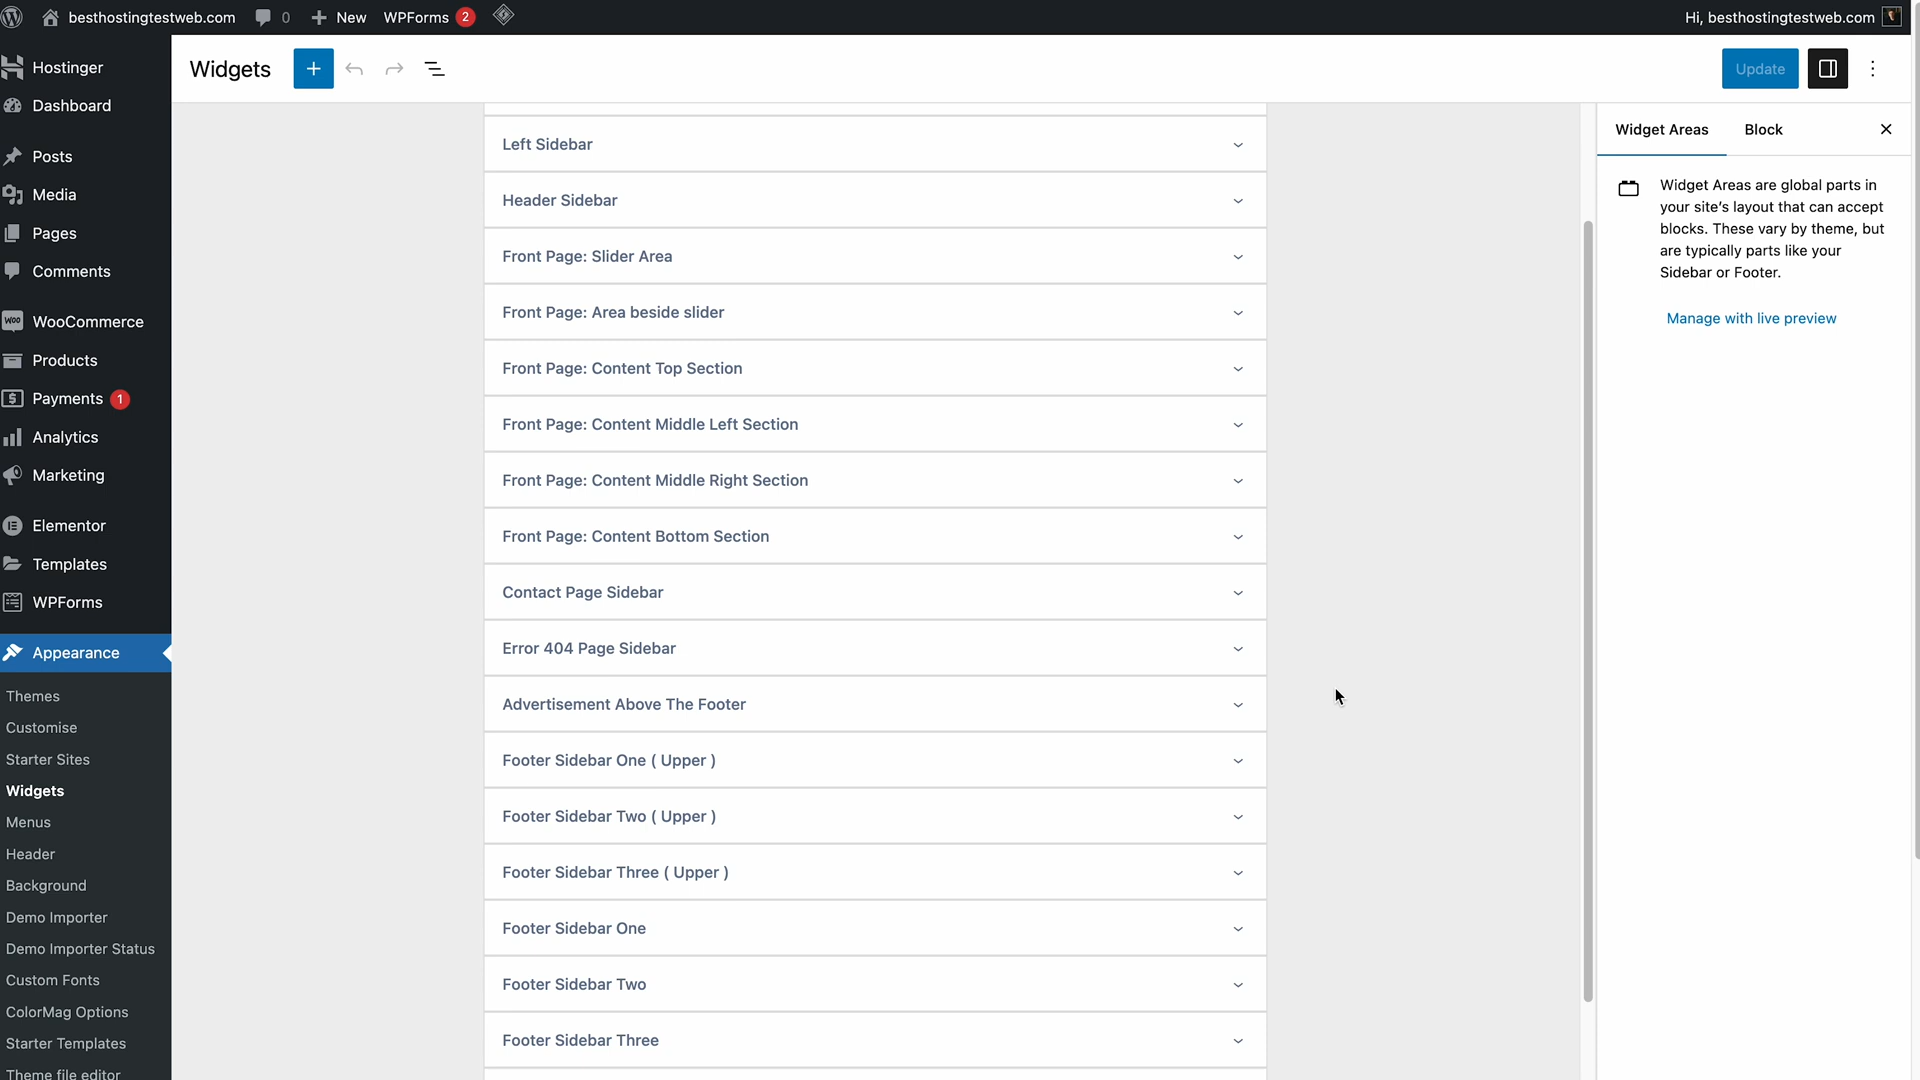 besthostingtestweb.com
0
New
WPForms 2
Hi, besthostingtestweb.com
Hostinger
Dashboard
Posts
Media
Pages
Comments
WooCommerce
Products
Payments 1
Analytics
Marketing
Elementor
Templates
WPForms
Appearance
Themes
Customise
Starter Sites
Widgets
Menus
Header
Background
Demo Importer
Demo Importer Status
Custom Fonts
ColorMag Options
Starter Templates
Theme file editor
Widgets
Update
Left Sidebar
Header Sidebar
Front Page: Slider Area
Front Page: Area beside slider
Front Page: Content Top Section
Front Page: Content Middle Left Section
Front Page: Content Middle Right Section
Front Page: Content Bottom Section
Contact Page Sidebar
Error 404 Page Sidebar
Advertisement Above The Footer
Footer Sidebar One ( Upper )
Footer Sidebar Two ( Upper )
Footer Sidebar Three ( Upper )
Footer Sidebar One
Footer Sidebar Two
Footer Sidebar Three
Widget Areas
Block
Widget Areas are global parts in
your site's layout that can accept
blocks. These vary by theme, but
are typically parts like your
Sidebar or Footer.
Manage with live preview